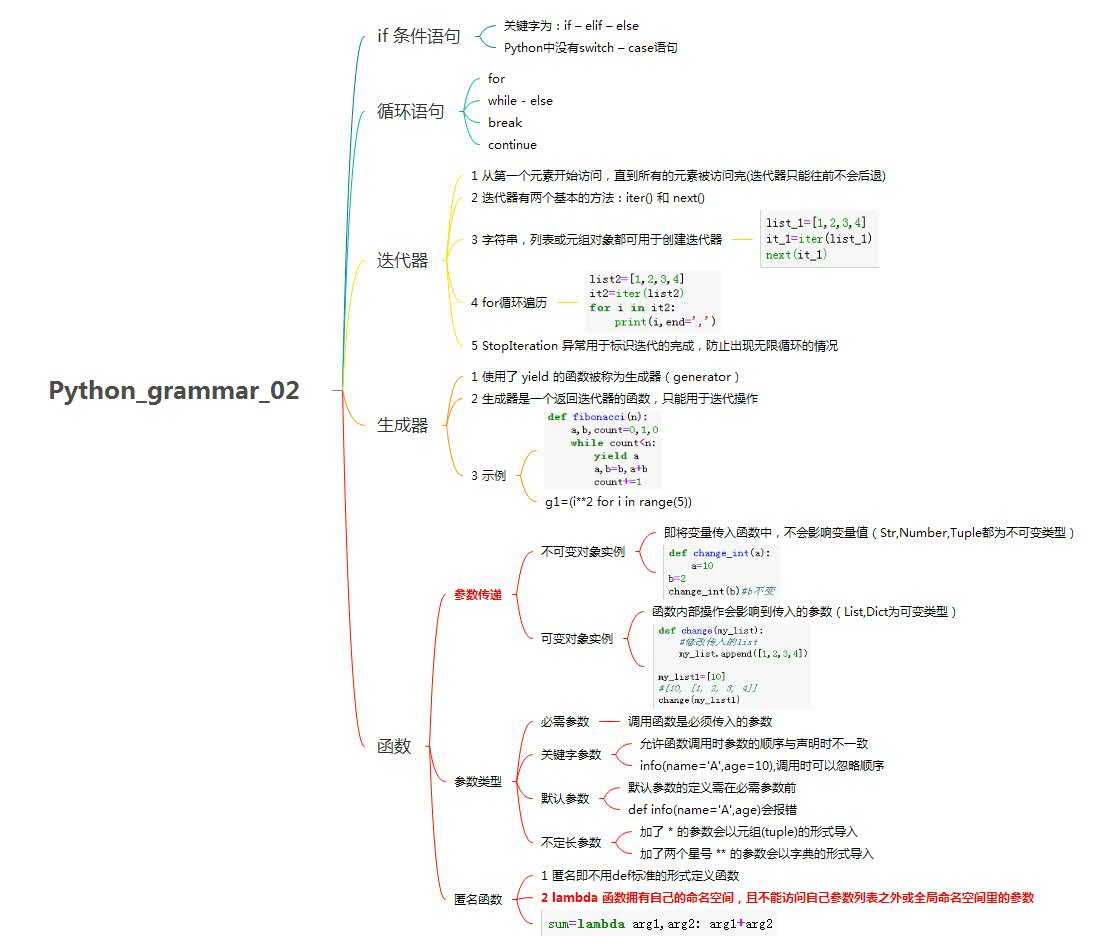 Python_grammar_02
if 条件语句
关键字为：if – elif – else
Python中没有switch – case语句
循环语句
for
while - else
break
continue
迭代器
1 从第一个元素开始访问，直到所有的元素被访问完(迭代器只能往前不会后退)
2 迭代器有两个基本的方法：iter() 和 next()
3 字符串，列表或元组对象都可用于创建迭代器
list_1=[1,2,3,4]
it_1=iter(list_1)
next(it_1)
4 for循环遍历
list2=[1,2,3,4]
it2=iter(list2)
for i in it2:
print(i,end=',')
5 StopIteration 异常用于标识迭代的完成，防止出现无限循环的情况
生成器
1 使用了 yield 的函数被称为生成器（generator）
2 生成器是一个返回迭代器的函数，只能用于迭代操作
3 示例
def fibonacci(n):
a,b,count=0,1,0
while count<n:
yield a
a,b=b,a+b
count+=1
g1=(i**2 for i in range(5))
函数
参数传递
不可变对象实例
即将变量传入函数中，不会影响变量值（Str,Number,Tuple都为不可变类型）
def change_int(a):
a=10
b=2
change_int(b)#b不变
可变对象实例
函数内部操作会影响到传入的参数（List,Dict为可变类型）
def change(my_list):
#修改传入的list
my_list.append([1,2,3,4])
my_list1=[10]
#[10, [1, 2, 3, 4]]
change(my_list1)
参数类型
必需参数
调用函数是必须传入的参数
关键字参数
允许函数调用时参数的顺序与声明时不一致
info(name='A',age=10),调用时可以忽略顺序
默认参数
默认参数的定义需在必需参数前
def info(name='A',age)会报错
不定长参数
加了 * 的参数会以元组(tuple)的形式导入
加了两个星号 ** 的参数会以字典的形式导入
匿名函数
1 匿名即不用def标准的形式定义函数
2 lambda 函数拥有自己的命名空间，且不能访问自己参数列表之外或全局命名空间里的参数
sum=lambda arg1,arg2: arg1+arg2